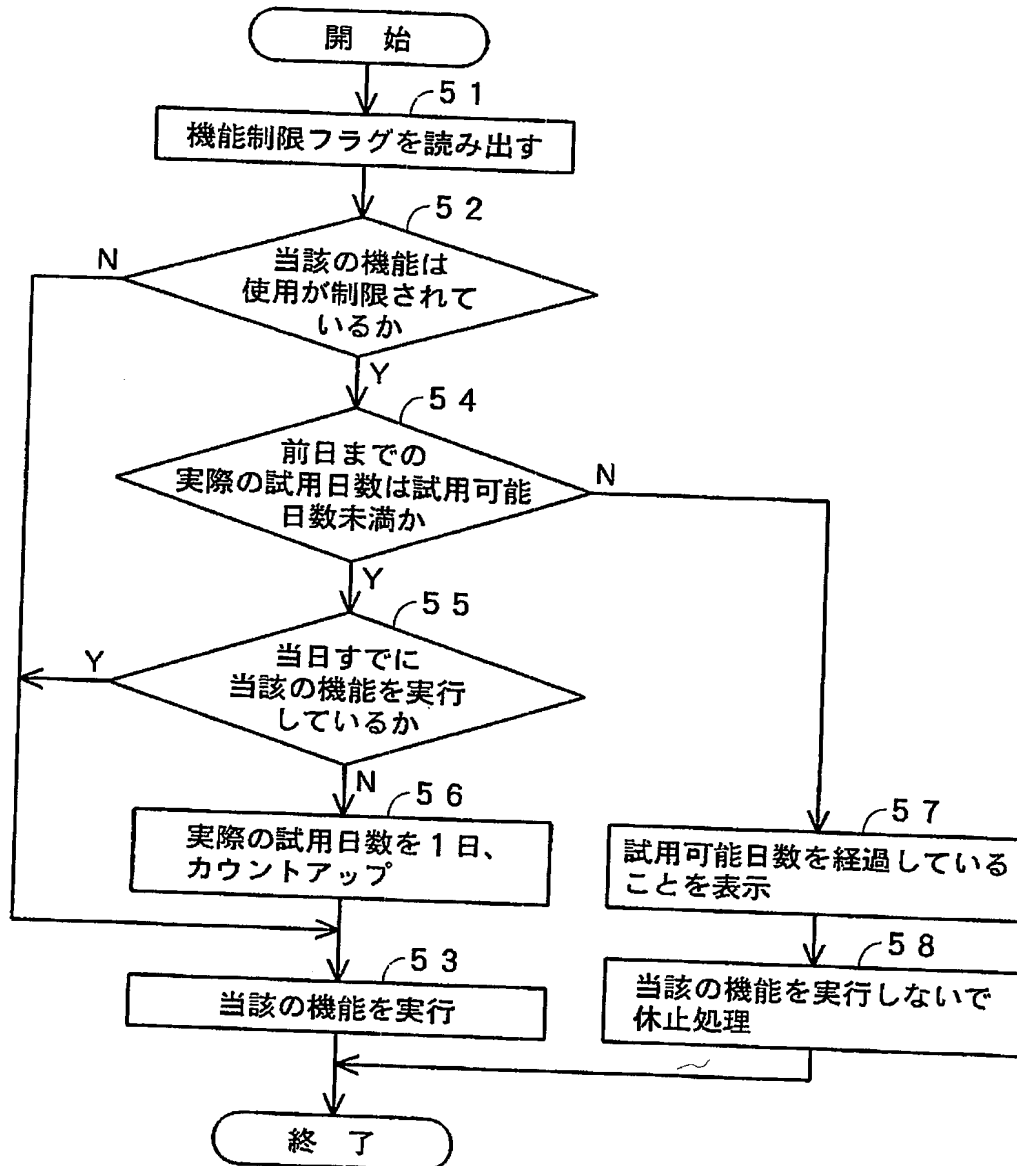 開 始
51
機能制限フラグを読み出す
52
当該の機能は
使用が制限されて
いるか
N
Y
54
前日までの
実際の試用日数は試用可能
日数未満か
N
Y
55
当日すでに
当該の機能を実行
しているか
Y
N
56
実際の試用日数を1日、
カウントアップ
57
試用可能日数を経過している
ことを表示
53
当該の機能を実行
58
当該の機能を実行しないで
休止処理
終 了